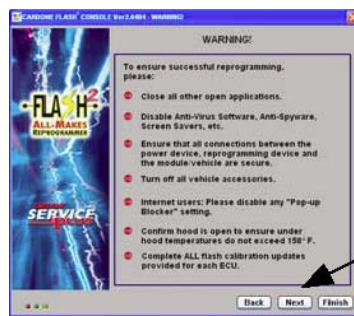 CARDONE FLASH² CONSOLE Ver2.0404 - WARNING!
WARNING!
To ensure successful reprogramming,
please:
Close all other open applications.
Disable Anti-Virus Software, Anti-Spyware,
Screen Savers, etc.
Ensure that all connections between the
power device, reprogramming device and
the module/vehicle are secure.
Turn off all vehicle accessories.
Internet users: Please disable any "Pop-up
Blocker" setting.
Confirm hood is open to ensure under
hood temperatures do not exceed 158°F.
Complete ALL flash calibration updates
provided for each ECU.
FLASH²
ALL-MAKES
REPROGRAMMER
SERVICE
plus
Back Next Finish